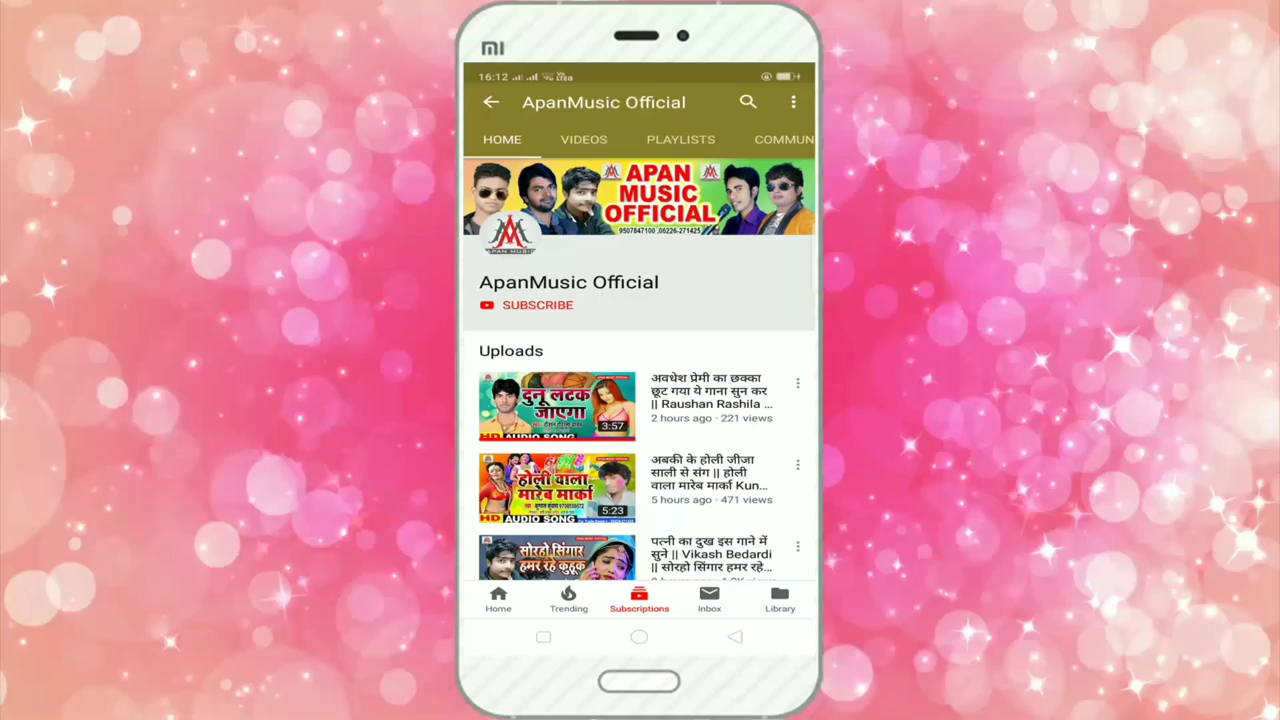 mi
16:12
ApanMusic Official
HOME VIDEOS PLAYLISTS COMMUN
APAN
MUSIC
OFFICIAL
9507847100 ,06226-271425
APAN MUSIC
ApanMusic Official
SUBSCRIBE
Uploads
दुनू लटक
जाएगा
3:57
HD AUDIO SONG
अवधेश प्रेमी का छक्का
छूट गया ये गाना सुन कर
|| Raushan Rashila ...
2 hours ago · 221 views
होली वाला
मारेब मार्का
5:23
HD AUDIO SONG
अबकी के होली जीजा
साली से संग || होली
वाला मारेब मार्का Kun...
5 hours ago · 471 views
सोरहो सिंगार
हमर रहे कुहूक
पत्नी का दुख इस गाने में
सुने || Vikash Bedardi
|| सोरहो सिंगार हमर रहे...
Home Trending Subscriptions Inbox Library